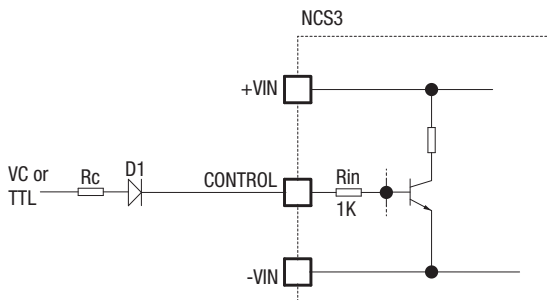 NCS3
+VIN
VC or
TTL
Rc
D1
CONTROL
Rin
1K
-VIN